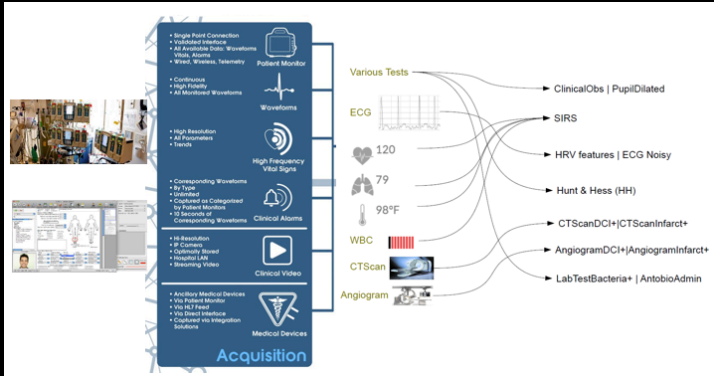 • Single Point Connection
• Validated Interface
• All Available Data: Waveforms
Vitals, Alarms
• Wired, Wireless, Telemetry
Patient Monitor
• Continuous
• High Fidelity
• All Monitored Waveforms
Waveforms
• High Resolution
• All Parameters
• Trends
High Frequency
Vital Signs
• Corresponding Waveforms
• By Type
• Unlimited
• Captured as Categorized
by Patient Monitors
• 10 Seconds of
Corresponding Waveforms
Clinical Alarms
• Hi-Resolution
• IP Camera
• Optimally Stored
• Hospital LAN
• Streaming Video
Clinical Video
• Ancillary Medical Devices
• Via Patient Monitor
• Via HL7 Feed
• Via Direct Interface
• Captured via Integration
Solutions
Medical Devices
Acquisition
Various Tests
ECG
120
79
98°F
WBC
CTScan
Angiogram
ClinicalObs | PupilDilated
SIRS
HRV features | ECG Noisy
Hunt & Hess (HH)
CTScanDCI+|CTScanInfarct+
AngiogramDCI+|AngiogramInfarct+
LabTestBacteria+ | AntobioAdmin